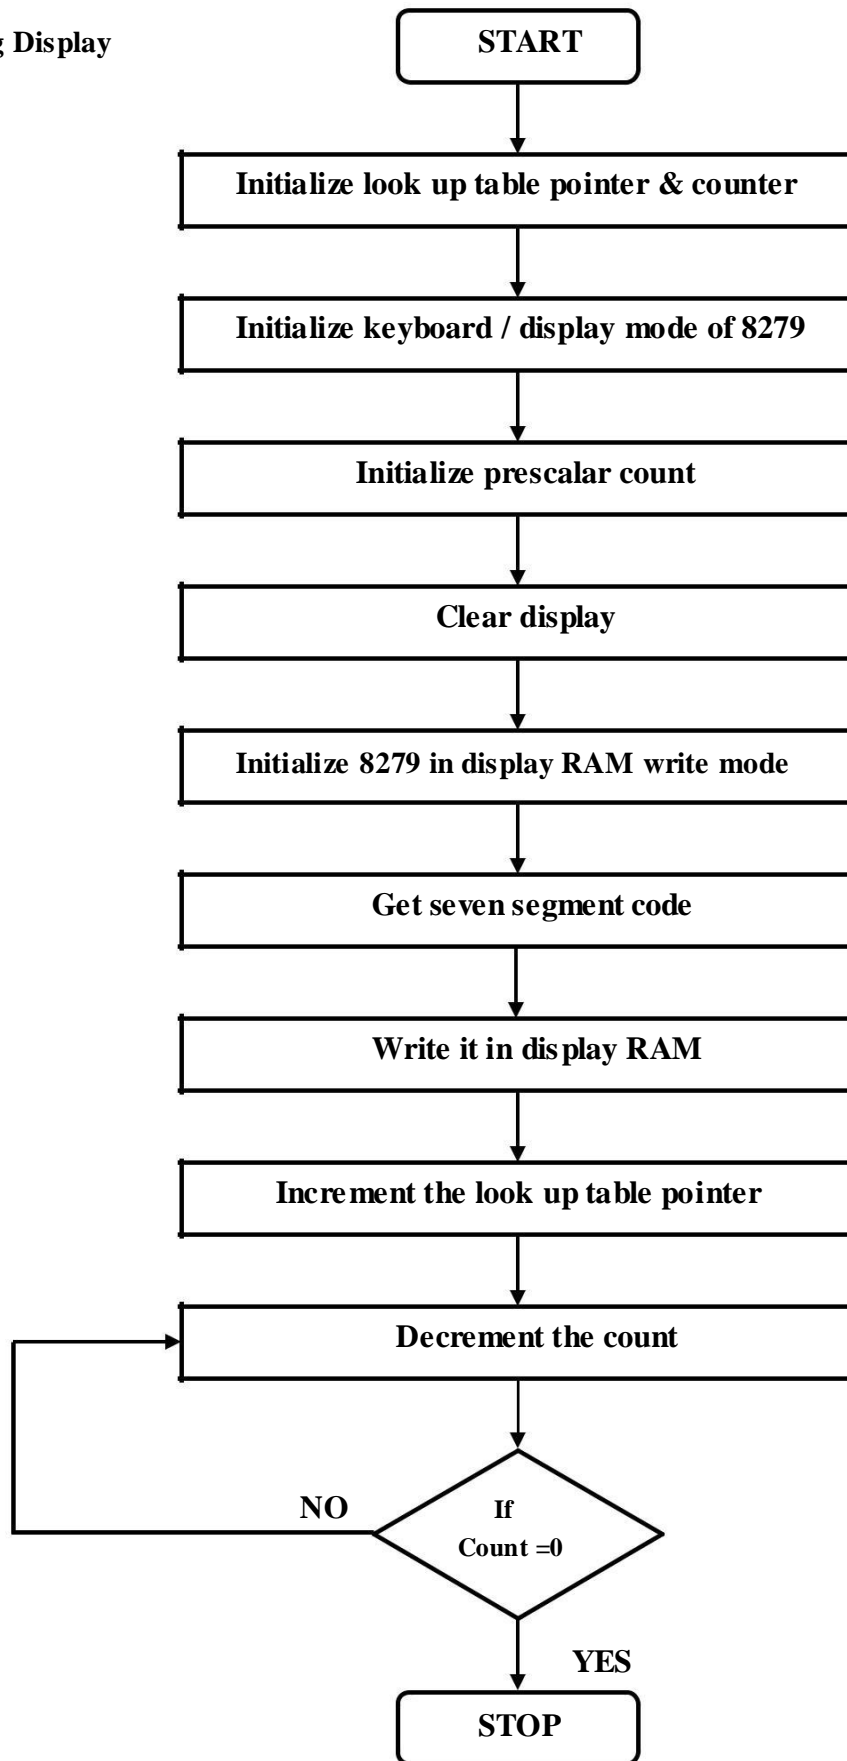 Display
START
Initialize look up table pointer & counter
Initialize keyboard / display mode of 8279
Initialize prescalar count
Clear display
Initialize 8279 in display RAM write mode
Get seven segment code
Write it in display RAM
Increment the look up table pointer
Decrement the count
NO
If
Count =0
YES
STOP